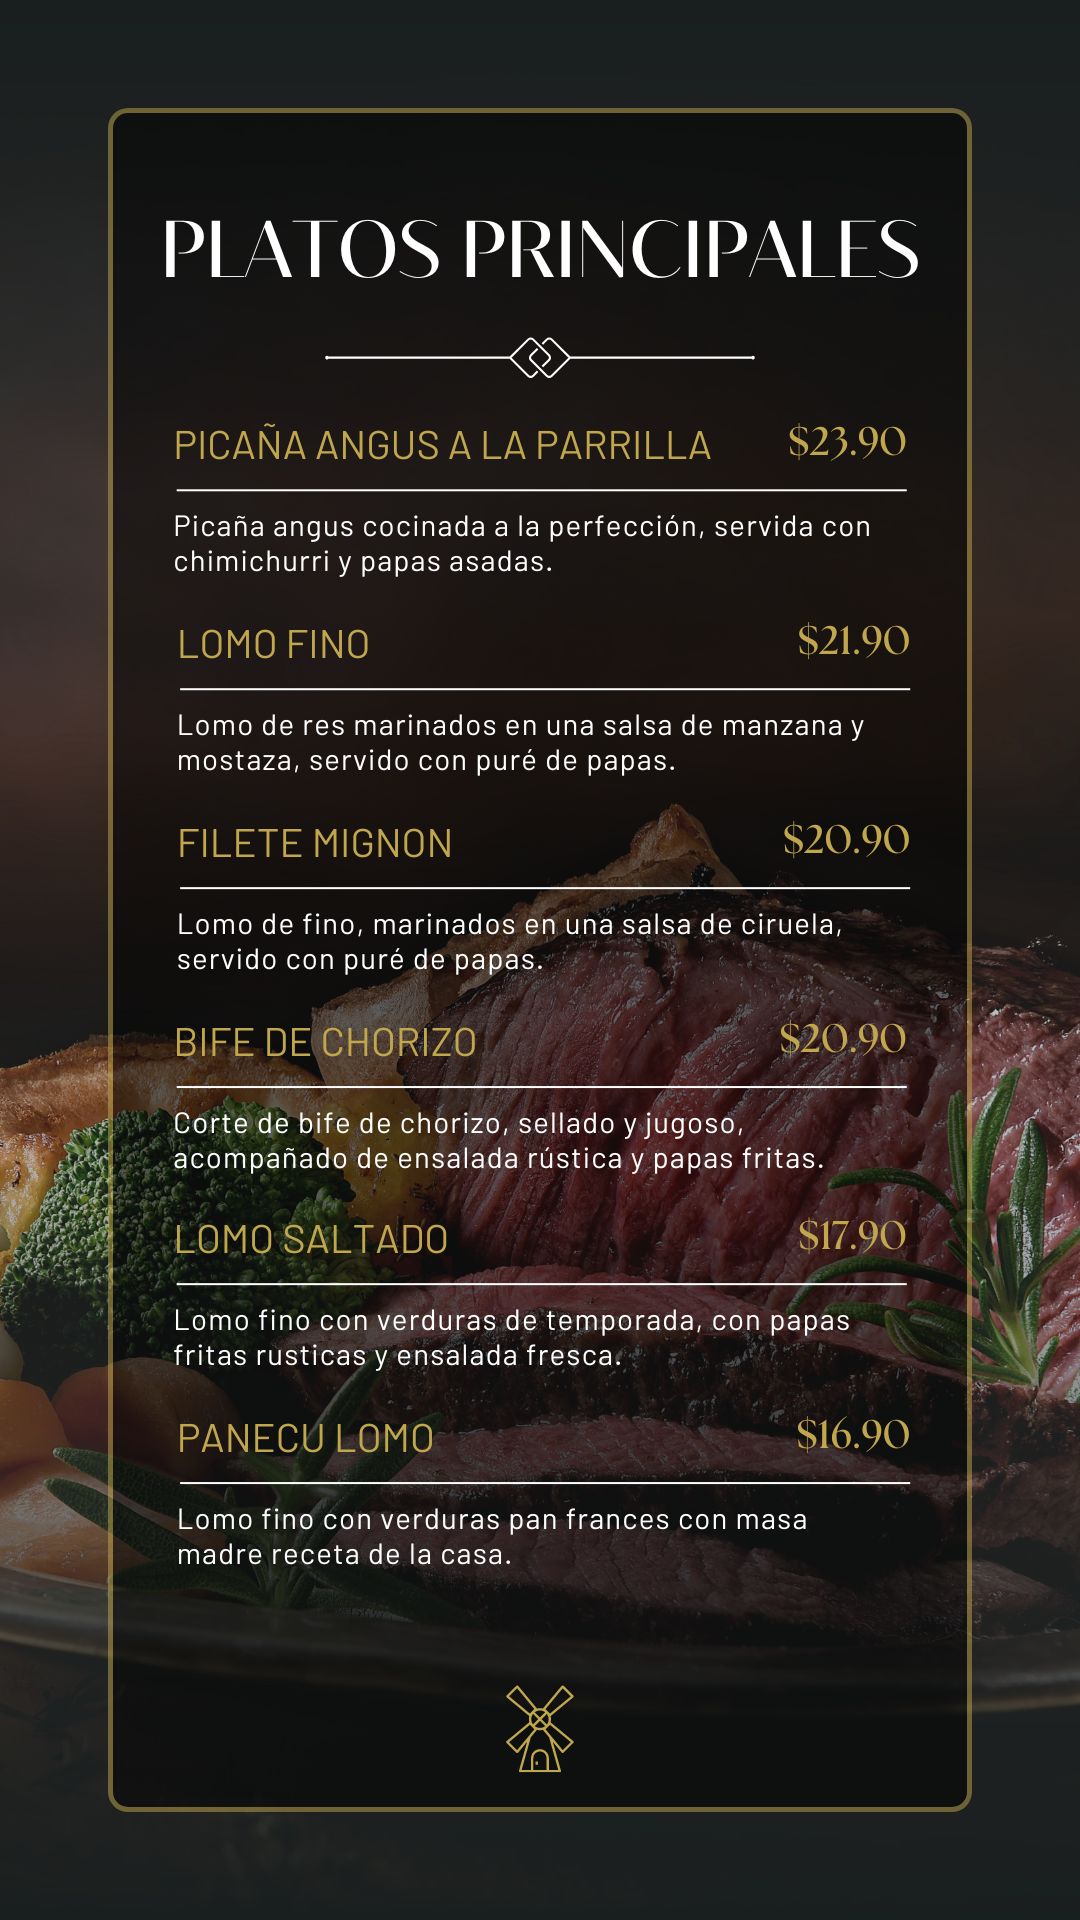 PLATOS PRINCIPALES
PICAÑA ANGUS A LA PARRILLA $23.90
Picaña angus cocinada a la perfección, servida con
chimichurri y papas asadas.
LOMO FINO $21.90
Lomo de res marinados en una salsa de manzana y
mostaza, servido con puré de papas.
FILETE MIGNON $20.90
Lomo de fino, marinados en una salsa de ciruela,
servido con puré de papas.
BIFE DE CHORIZO $20.90
Corte de bife de chorizo, sellado y jugoso,
acompañado de ensalada rústica y papas fritas.
LOMO SALTADO $17.90
Lomo fino con verduras de temporada, con papas
fritas rusticas y ensalada fresca.
PANECU LOMO $16.90
Lomo fino con verduras pan frances con masa
madre receta de la casa.